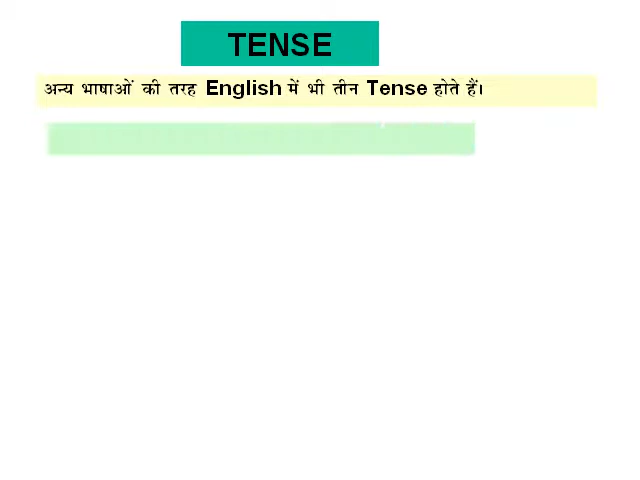 TENSE
अन्य भाषाओं की तरह English में भी तीन Tense होते हैं।